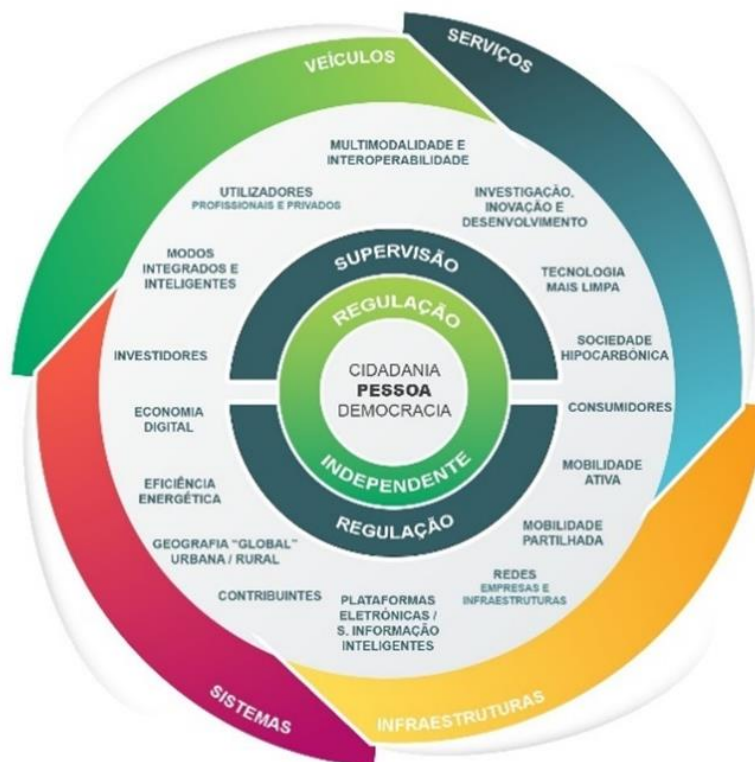 VEÍCULOS
SERVIÇOS
MULTIMODALIDADE E
INTEROPERABILIDADE
UTILIZADORES
PROFISSIONAIS E PRIVADOS
INVESTIGAÇÃO,
INOVAÇÃO E
DESENVOLVIMENTO
MODOS
INTEGRADOS E
INTELIGENTES
TECNOLOGIA
MAIS LIMPA
SUPERVISÃO
REGULAÇÃO
INVESTIDORES
SOCIEDADE
HIPOCARBÓNICA
CIDADANIA
PESSOA
DEMOCRACIA
ECONOMIA
DIGITAL
CONSUMIDORES
INDEPENDENTE
REGULAÇÃO
EFICIÊNCIA
ENERGÉTICA
MOBILIDADE
ATIVA
GEOGRAFIA "GLOBAL"
URBANA / RURAL
MOBILIDADE
PARTILHADA
CONTRIBUINTES
PLATAFORMAS
ELETRÓNICAS /
S. INFORMAÇÃO
INTELIGENTES
REDES
EMPRESAS E
INFRAESTRUTURAS
SISTEMAS
INFRAESTRUTURAS